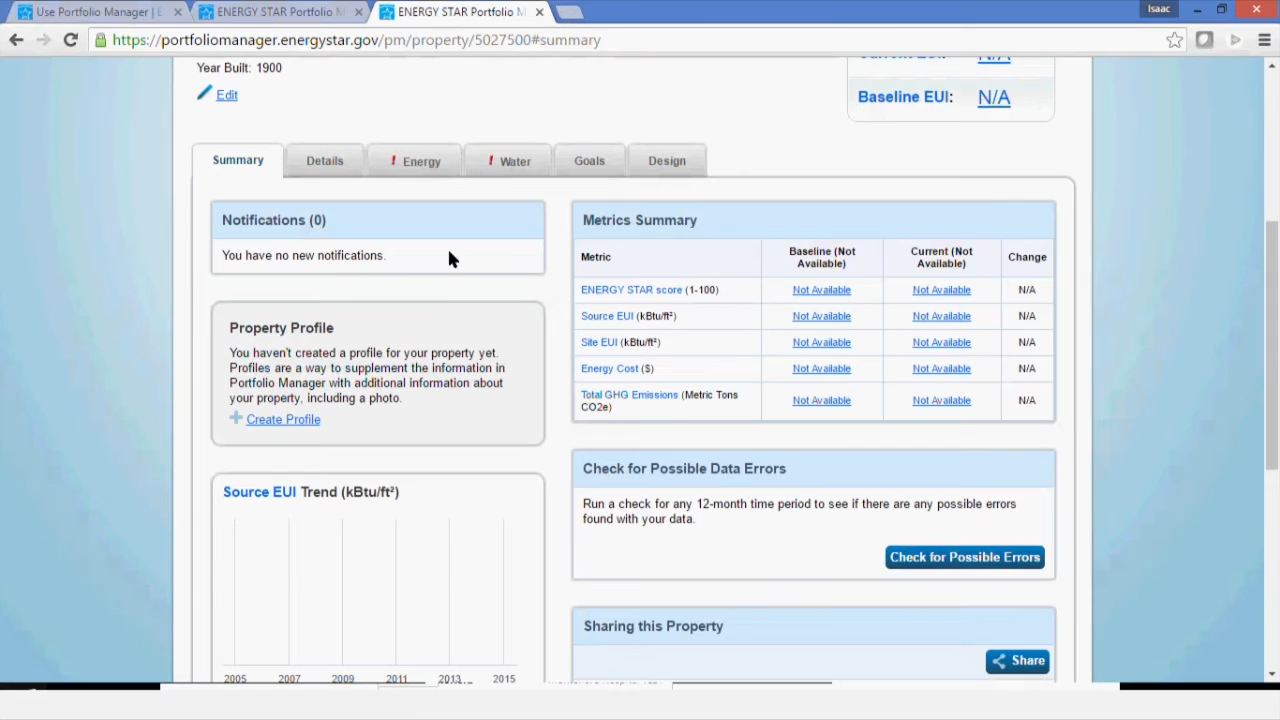 Use Portfolio Manager | E
ENERGY STAR Portfolio M
ENERGY STAR Portfolio M
Isaac
https://portfoliomanager.energystar.gov/pm/property/5027500#summary
Year Built: 1900
N/A
Edit
Baseline EUI: N/A
Summary
Details
! Energy
! Water
Goals
Design
Notifications (0)
You have no new notifications.
Property Profile
You haven't created a profile for your property yet.
Profiles are a way to supplement the information in
Portfolio Manager with additional information about
your property, including a photo.
Create Profile
Source EUI Trend (kBtu/ft²)
2005 2007 2009 2011 2013 2015
Metrics Summary
Metric
Baseline (Not
Available)
Current (Not
Available)
Change
ENERGY STAR score (1-100) Not Available Not Available N/A
Source EUI (kBtu/ft²) Not Available Not Available N/A
Site EUI (kBtu/ft²) Not Available Not Available N/A
Energy Cost ($) Not Available Not Available N/A
Total GHG Emissions (Metric Tons
CO2e) Not Available Not Available N/A
Check for Possible Data Errors
Run a check for any 12-month time period to see if there are any possible errors
found with your data.
Check for Possible Errors
Sharing this Property
Share